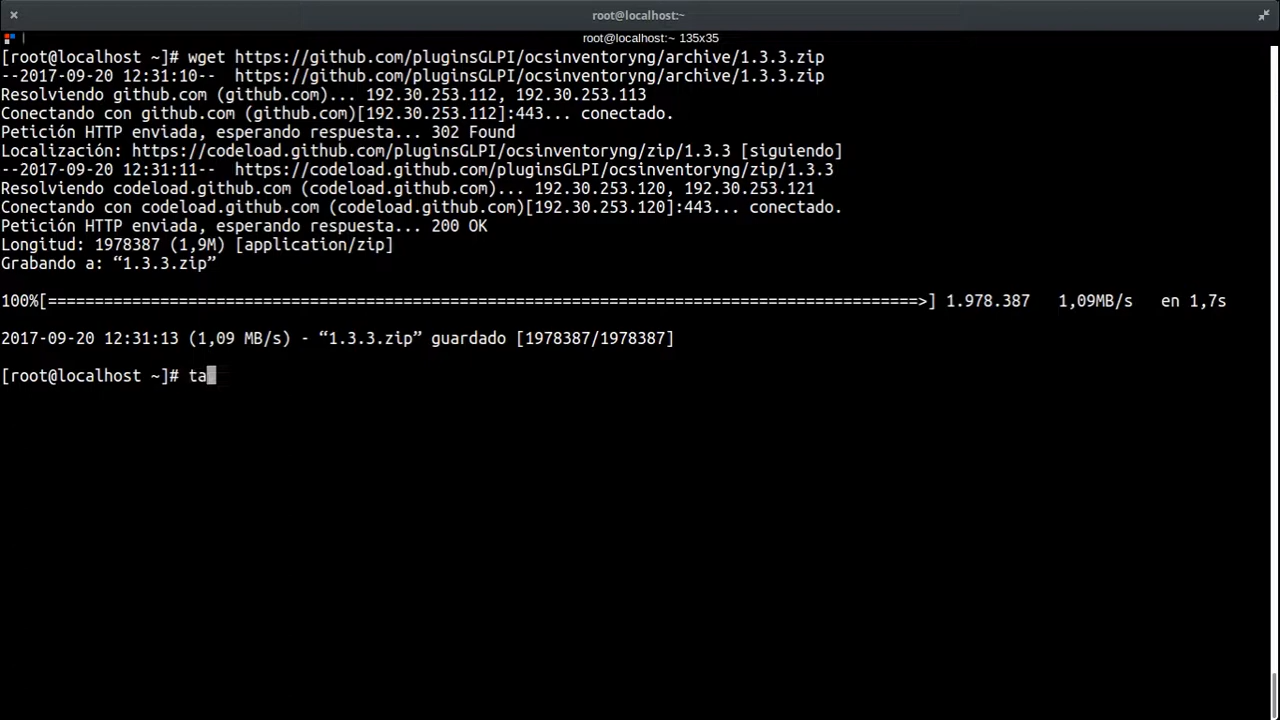 root@localhost:~
root@localhost:~ 135x35
[root@localhost ~]# wget https://github.com/pluginsGLPI/ocsinventoryng/archive/1.3.3.zip
--2017-09-20 12:31:10--  https://github.com/pluginsGLPI/ocsinventoryng/archive/1.3.3.zip
Resolviendo github.com (github.com)... 192.30.253.112, 192.30.253.113
Conectando con github.com (github.com)[192.30.253.112]:443... conectado.
Petición HTTP enviada, esperando respuesta... 302 Found
Localización: https://codeload.github.com/pluginsGLPI/ocsinventoryng/zip/1.3.3 [siguiendo]
--2017-09-20 12:31:11--  https://codeload.github.com/pluginsGLPI/ocsinventoryng/zip/1.3.3
Resolviendo codeload.github.com (codeload.github.com)... 192.30.253.120, 192.30.253.121
Conectando con codeload.github.com (codeload.github.com)[192.30.253.120]:443... conectado.
Petición HTTP enviada, esperando respuesta... 200 OK
Longitud: 1978387 (1,9M) [application/zip]
Grabando a: “1.3.3.zip”
100%[=============================================================================================>] 1.978.387   1,09MB/s   en 1,7s
2017-09-20 12:31:13 (1,09 MB/s) - “1.3.3.zip” guardado [1978387/1978387]
[root@localhost ~]# ta